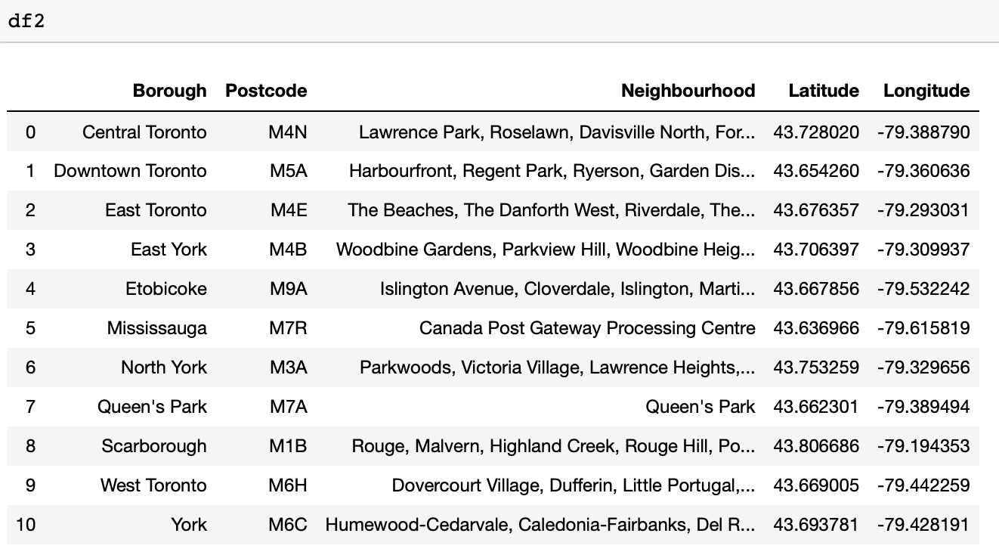 df2
Borough Postcode Neighbourhood Latitude Longitude
0 Central Toronto M4N Lawrence Park, Roselawn, Davisville North, For... 43.728020 -79.388790
1 Downtown Toronto M5A Harbourfront, Regent Park, Ryerson, Garden Dis... 43.654260 -79.360636
2 East Toronto M4E The Beaches, The Danforth West, Riverdale, The... 43.676357 -79.293031
3 East York M4B Woodbine Gardens, Parkview Hill, Woodbine Heig... 43.706397 -79.309937
4 Etobicoke M9A Islington Avenue, Cloverdale, Islington, Marti... 43.667856 -79.532242
5 Mississauga M7R Canada Post Gateway Processing Centre 43.636966 -79.615819
6 North York M3A Parkwoods, Victoria Village, Lawrence Heights,... 43.753259 -79.329656
7 Queen's Park M7A Queen's Park 43.662301 -79.389494
8 Scarborough M1B Rouge, Malvern, Highland Creek, Rouge Hill, Po... 43.806686 -79.194353
9 West Toronto M6H Dovercourt Village, Dufferin, Little Portugal,... 43.669005 -79.442259
10 York M6C Humewood-Cedarvale, Caledonia-Fairbanks, Del R... 43.693781 -79.428191